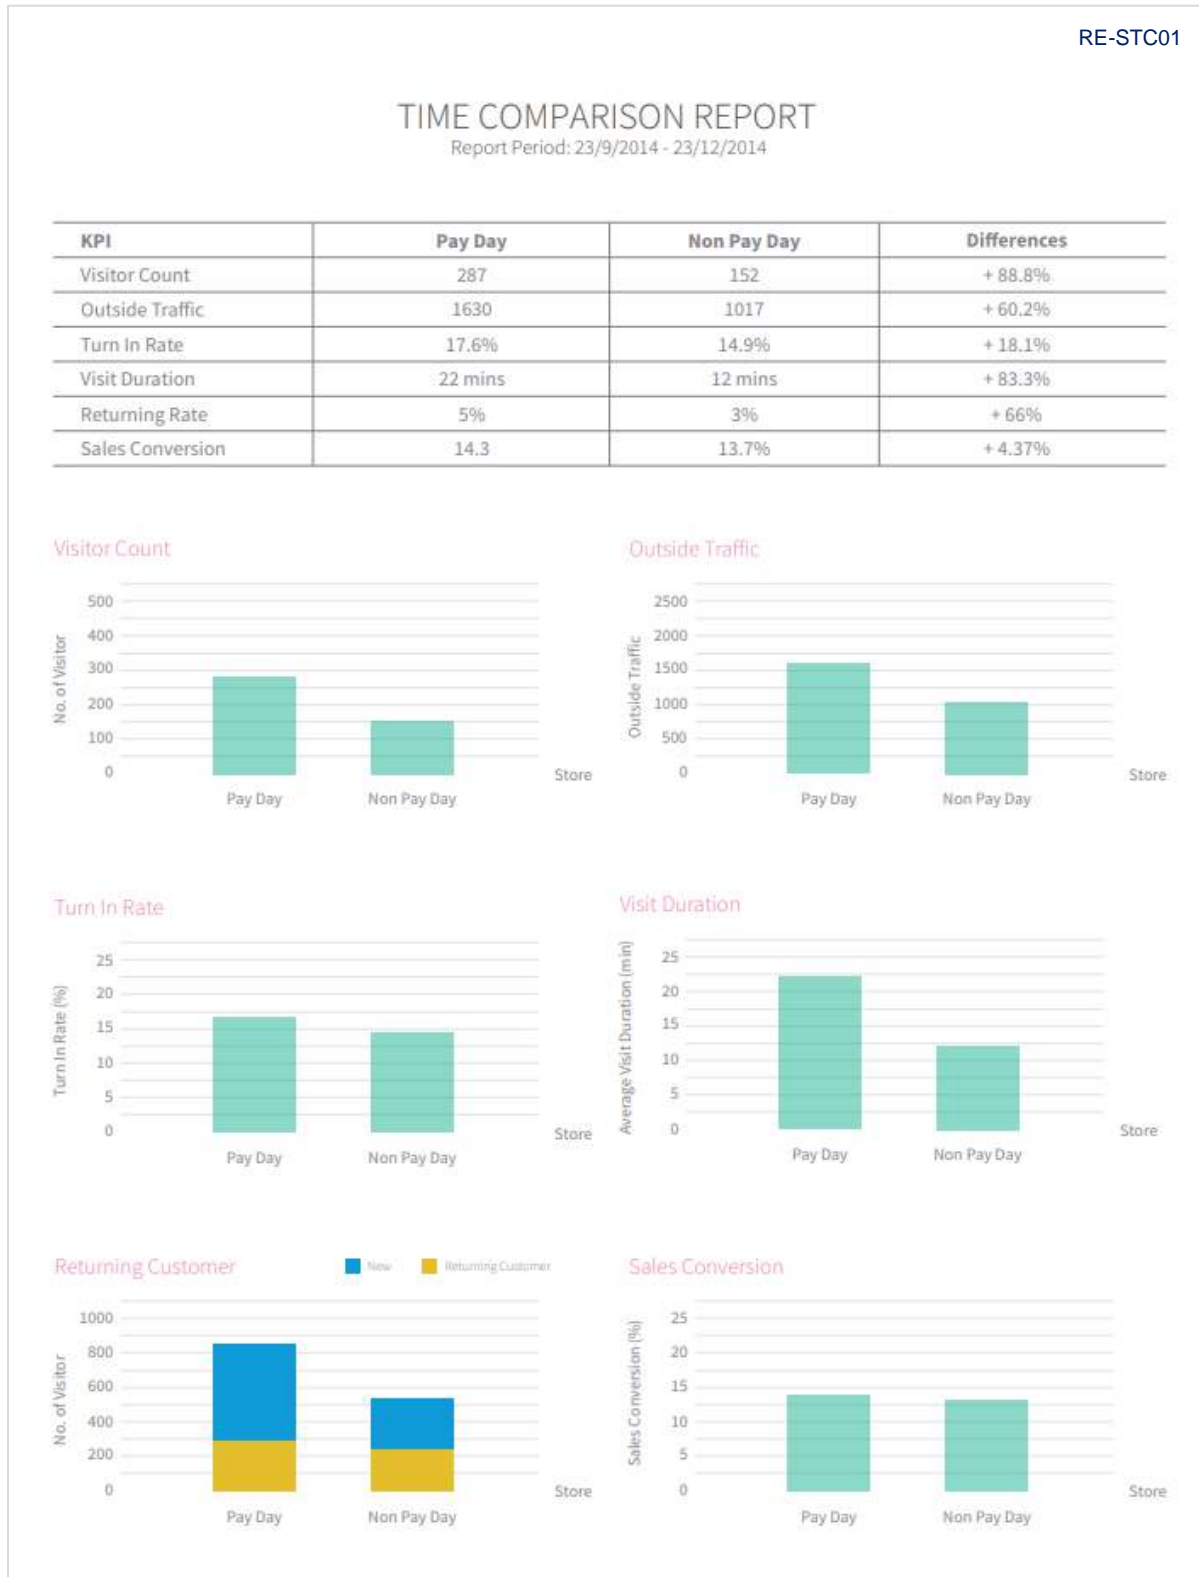 RE-STC01
TIME COMPARISON REPORT
Report Period: 23/9/2014 - 23/12/2014
KPI Pay Day Non Pay Day Differences
Visitor Count 287 152 + 88.8%
Outside Traffic 1630 1017 + 60.2%
Turn In Rate 17.6% 14.9% + 18.1%
Visit Duration 22 mins 12 mins + 83.3%
Returning Rate 5% 3% + 66%
Sales Conversion 14.3 13.7% + 4.37%
Visitor Count
No. of Visitor
500
400
300
200
100
0
Pay Day Non Pay Day
Store
Outside Traffic
Outside Traffic
2500
2000
1500
1000
500
0
Pay Day Non Pay Day
Store
Turn In Rate
Turn In Rate (%)
25
20
15
10
5
0
Pay Day Non Pay Day
Store
Visit Duration
Average Visit Duration (min)
25
20
15
10
5
0
Pay Day Non Pay Day
Store
Returning Customer
New Returning Customer
No. of Visitor
1000
800
600
400
200
0
Pay Day Non Pay Day
Store
Sales Conversion
Sales Conversion (%)
25
20
15
10
5
0
Pay Day Non Pay Day
Store